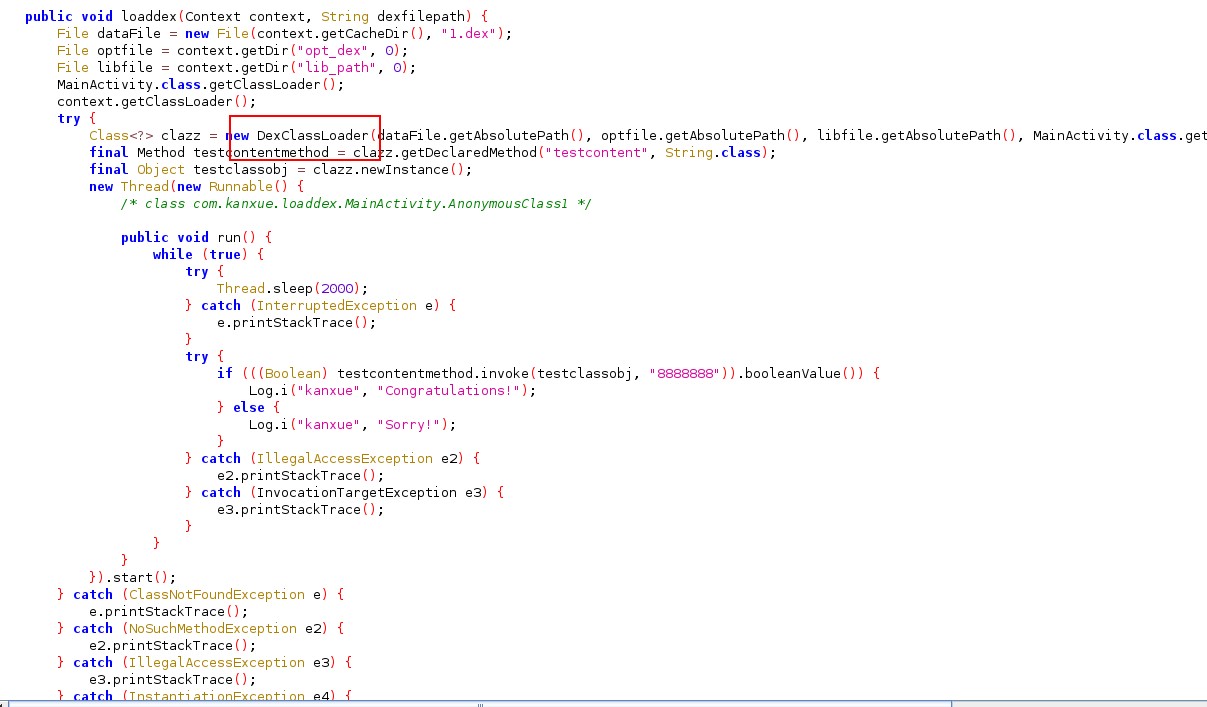 public void loaddex(Context context, String dexfilepath) {
File dataFile = new File(context.getCacheDir(), "1.dex");
File optfile = context.getDir("opt_dex", 0);
File libfile = context.getDir("lib_path", 0);
MainActivity.class.getClassLoader();
context.getClassLoader();
try {
Class<?> clazz = new DexClassLoader(dataFile.getAbsolutePath(), optfile.getAbsolutePath(), libfile.getAbsolutePath(), MainActivity.class.get
final Method testcontentmethod = clazz.getDeclaredMethod("testcontent", String.class);
final Object testclassobj = clazz.newInstance();
new Thread(new Runnable() {
/* class com.kanxue.loaddex.MainActivity.AnonymousClass1 */
public void run() {
while (true) {
try {
Thread.sleep(2000);
} catch (InterruptedException e) {
e.printStackTrace();
}
try {
if (((Boolean) testcontentmethod.invoke(testclassobj, "8888888")).booleanValue()) {
Log.i("kanxue", "Congratulations!");
} else {
Log.i("kanxue", "Sorry!");
}
} catch (IllegalAccessException e2) {
e2.printStackTrace();
} catch (InvocationTargetException e3) {
e3.printStackTrace();
}
}
}
}).start();
} catch (ClassNotFoundException e) {
e.printStackTrace();
} catch (NoSuchMethodException e2) {
e2.printStackTrace();
} catch (IllegalAccessException e3) {
e3.printStackTrace();
} catch (InstantiationException e4) {